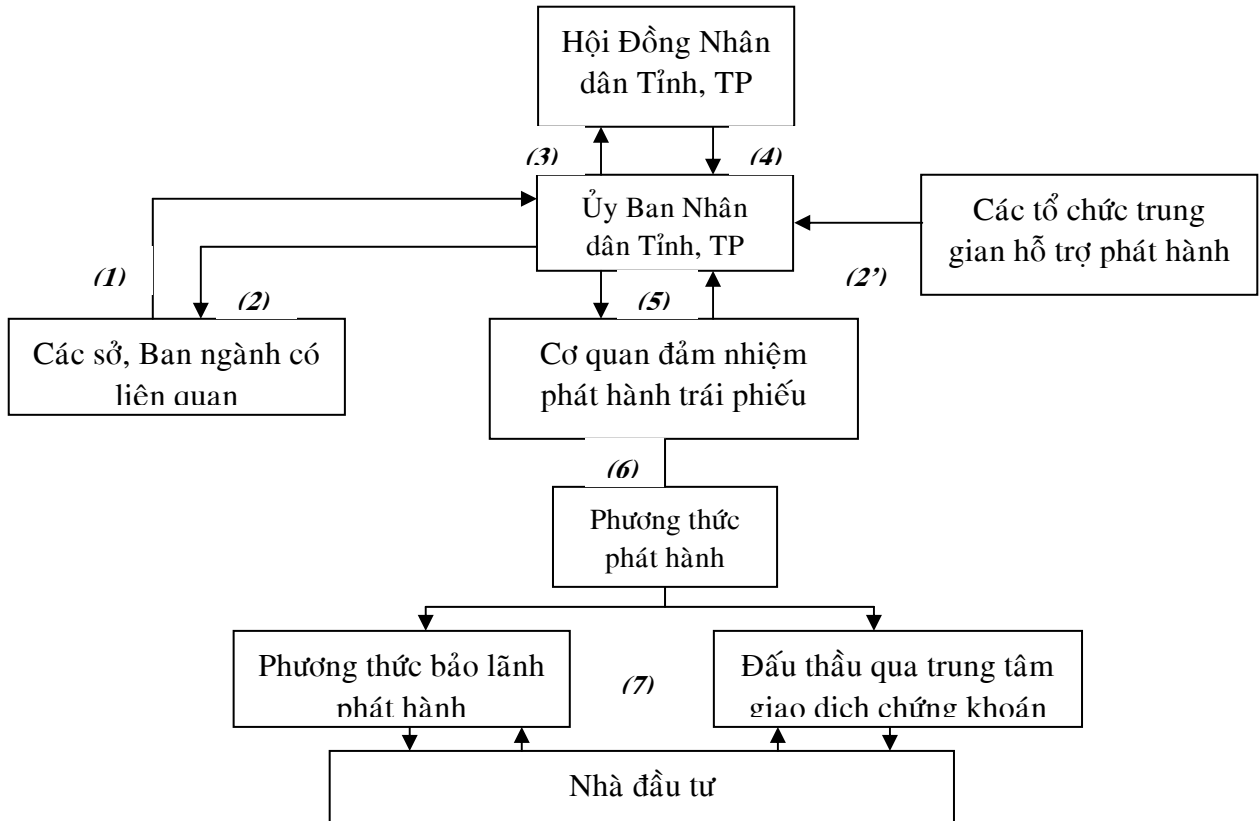 Hội Đồng Nhân
dân Tỉnh, TP
(3)
(4)
Ủy Ban Nhân
dân Tỉnh, TP
Các tổ chức trung
gian hỗ trợ phát hành
(1)
(2)
(5)
(2')
Các sở, Ban ngành có
liên quan
Cơ quan đảm nhiệm
phát hành trái phiếu
(6)
Phương thức
phát hành
Phương thức bảo lãnh
phát hành
(7)
Đấu thầu qua trung tâm
giao dịch chứng khoán
Nhà đầu tư